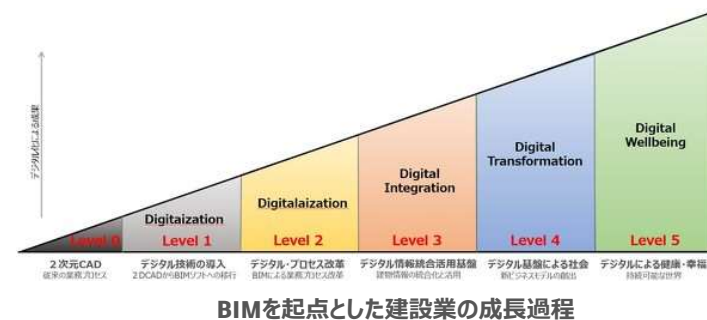 デジタル化による成果
Digitaization
Digitalaization
Digital
Integration
Digital
Transformation
Digital
Wellbeing
Level 0
Level 1
Level 2
Level 3
Level 4
Level 5
2次元CAD
従来の業務プロセス
デジタル技術の導入
2DCADからBIMソフトへの移行
デジタル・プロセス改革
BIMによる業務プロセス改革
デジタル情報統合活用基盤
建物情報の統合化と活用
デジタル基盤による社会
新ビジネスモデルの創出
デジタルによる健康・幸福
持続可能な世界
BIMを起点とした建設業の成長過程